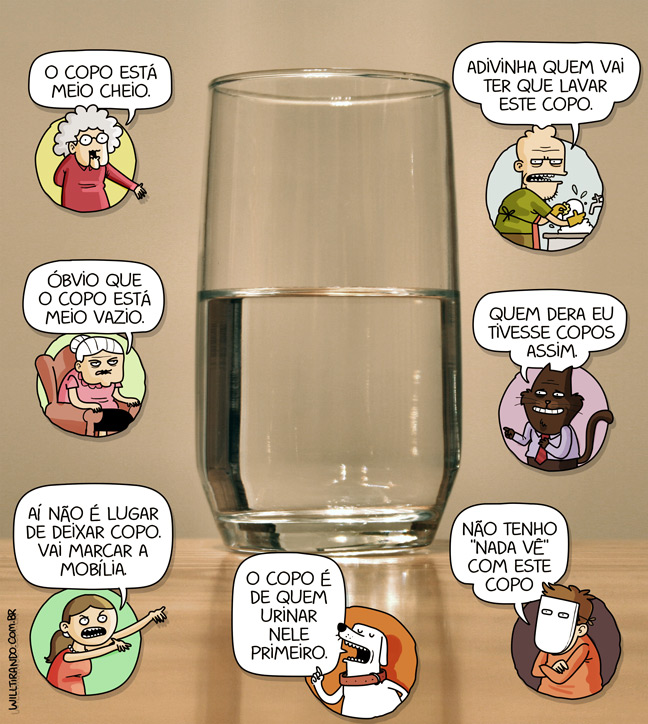 O COPO ESTÁ
MEIO CHEIO.
ADIVINHA QUEM VAI
TER QUE LAVAR
ESTE COPO.
ÓBVIO QUE
O COPO ESTÁ
MEIO VAZIO.
QUEM DERA EU
TIVESSE COPOS
ASSIM.
AÍ NÃO É LUGAR
DE DEIXAR COPO.
VAI MARCAR A
MOBÍLIA.
O COPO É
DE QUEM
URINAR
NELE
PRIMEIRO.
NÃO TENHO
"NADA VÊ"
COM ESTE
COPO
WILLTIRANDO.COM.BR